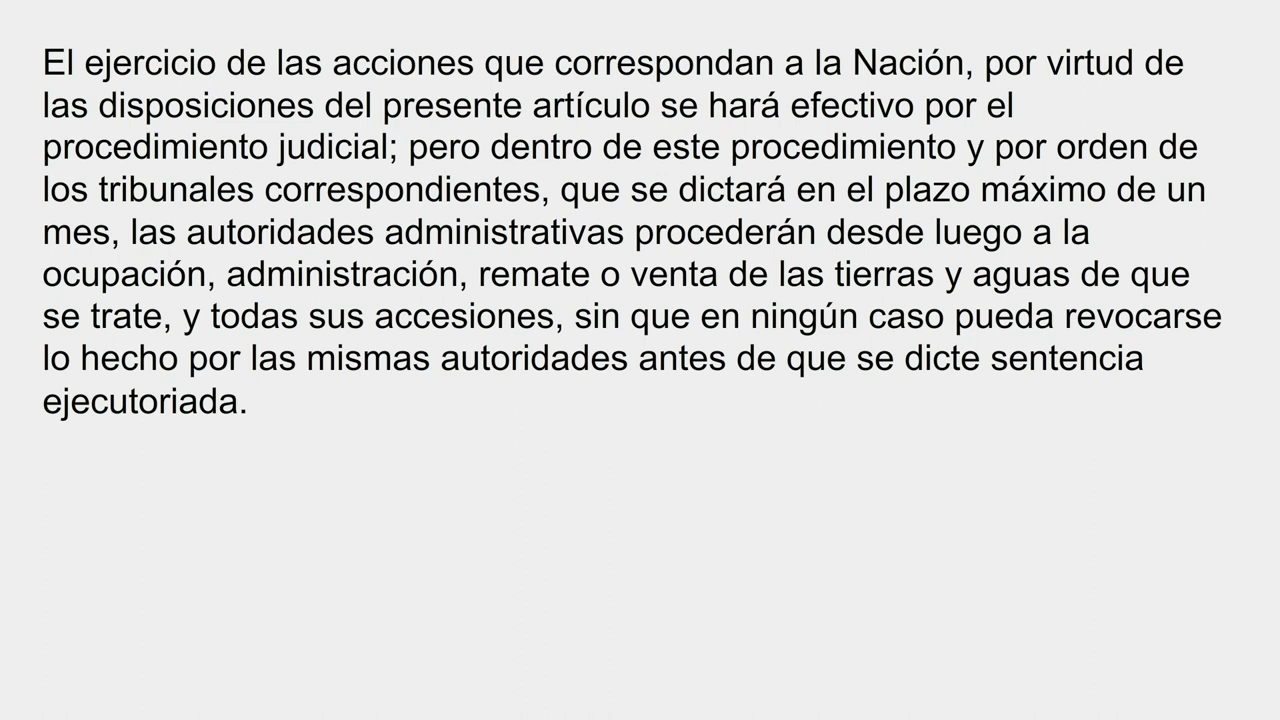 El ejercicio de las acciones que correspondan a la Nación, por virtud de
las disposiciones del presente artículo se hará efectivo por el
procedimiento judicial; pero dentro de este procedimiento y por orden de
los tribunales correspondientes, que se dictará en el plazo máximo de un
mes, las autoridades administrativas procederán desde luego a la
ocupación, administración, remate o venta de las tierras y aguas de que
se trate, y todas sus accesiones, sin que en ningún caso pueda revocarse
lo hecho por las mismas autoridades antes de que se dicte sentencia
ejecutoriada.